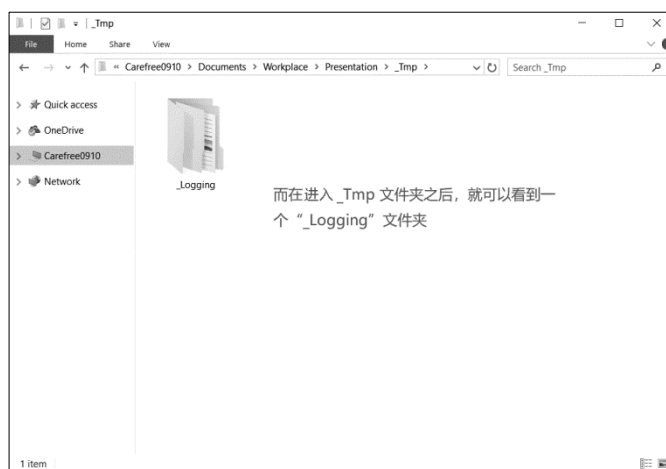 _Tmp
File Home Share View
« Carefree0910 > Documents > Workplace > Presentation > _Tmp >
Search _Tmp
Quick access
OneDrive
Carefree0910
Network
_Logging
而在进入 _Tmp 文件夹之后，就可以看到一
个“_Logging”文件夹
1 item